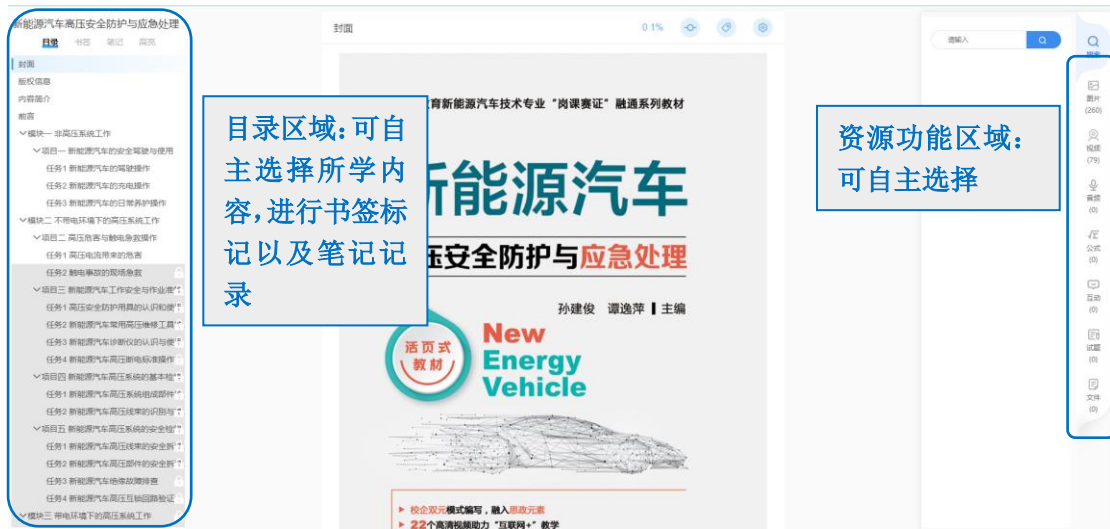 新能源汽车高压安全防护与应急处理
目录 书签 笔记 高亮
封面
版权信息
内容简介
前言
模块一 非高压系统工作
项目一 新能源汽车的安全驾驶与使用
任务1 新能源汽车的驾驶操作
任务2 新能源汽车的充电操作
任务3 新能源汽车的日常养护操作
模块二 不带电环境下的高压系统工作
项目二 高压危害与触电急救操作
任务1 高压电流带来的危害
任务2 触电事故的现场急救
项目三 新能源汽车工作安全与作业准
任务1 高压安全防护用具的认识和使
任务2 新能源汽车常用高压维修工具
任务3 新能源汽车诊断仪的认识与使
任务4 新能源汽车高压断电标准操作
项目四 新能源汽车高压系统的基本检
任务1 新能源汽车高压系统组成部件
任务2 新能源汽车高压线束的识别与
项目五 新能源汽车高压系统的安全检
任务1 新能源汽车高压线束的安全拆
任务2 新能源汽车高压部件的安全拆
任务3 新能源汽车绝缘故障排查
任务4 新能源汽车高压互锁回路验证
模块三 带电环境下的高压系统工作
目录区域：可自
主选择所学内
容，进行书签标
记以及笔记记
录
封面
0.1%
育新能源汽车技术专业“岗课赛证”融通系列教材
能源汽车
压安全防护与应急处理
孙建俊 谭逸萍 主编
活页式
教材
New
Energy
Vehicle
校企双元模式编写，融入思政元素
22个高清视频助力“互联网+”教学
请输入
资源功能区域：
可自主选择
搜索
图片
(260)
视频
(79)
音频
(0)
公式
(0)
互动
(0)
试题
(0)
文件
(0)